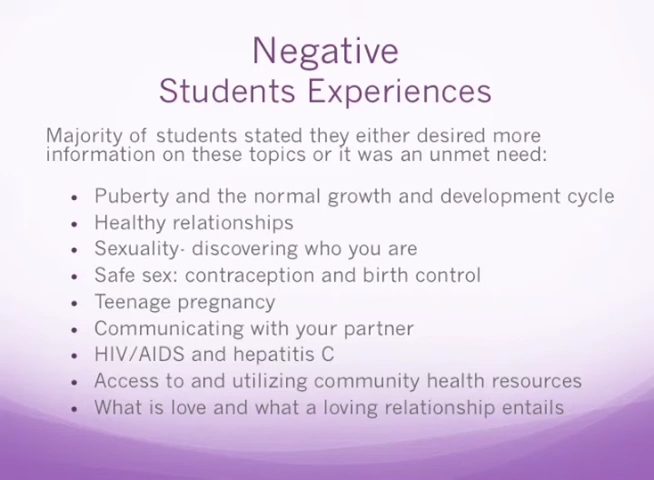 Negative
Students Experiences
Majority of students stated they either desired more
information on these topics or it was an unmet need:
• Puberty and the normal growth and development cycle
• Healthy relationships
• Sexuality- discovering who you are
• Safe sex: contraception and birth control
• Teenage pregnancy
• Communicating with your partner
• HIV/AIDS and hepatitis C
• Access to and utilizing community health resources
• What is love and what a loving relationship entails